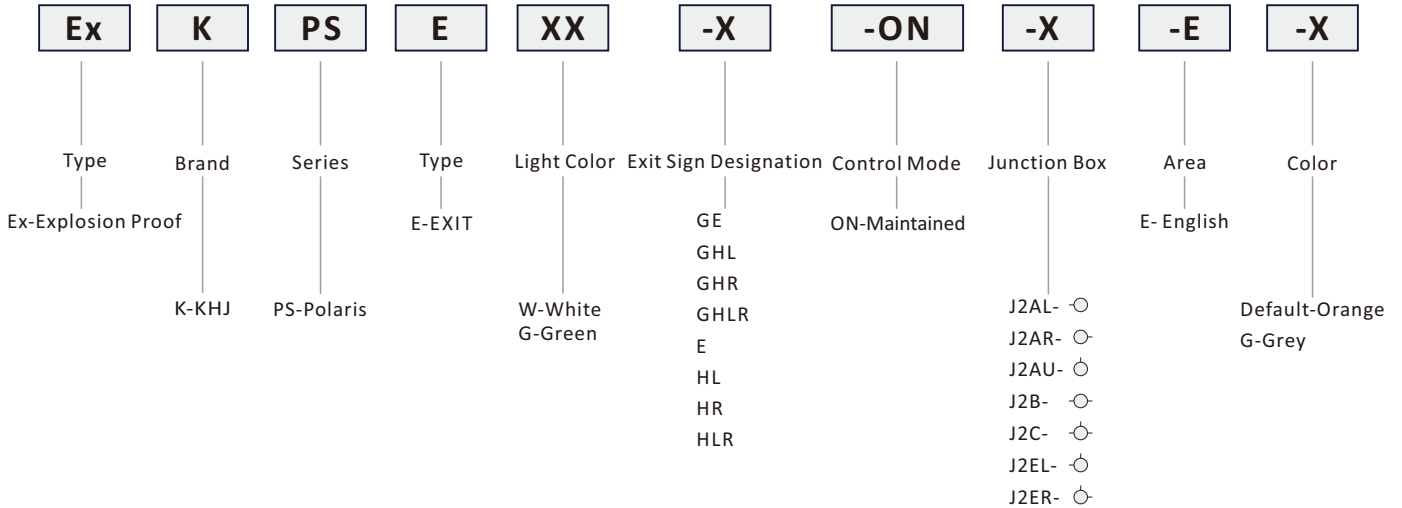 Ex K PS E XX -X -ON -X -E -X
Type Brand Series Type Light Color Exit Sign Designation Control Mode Junction Box Area Color
Ex-Explosion Proof E-EXIT GE ON-Maintained E- English
GHL
GHR
K-KHJ PS-Polaris W-White GHLR J2AL- Default-Orange
G-Green E J2AR- G-Grey
HL J2AU-
HR J2B-
HLR J2C-
J2EL-
J2ER-